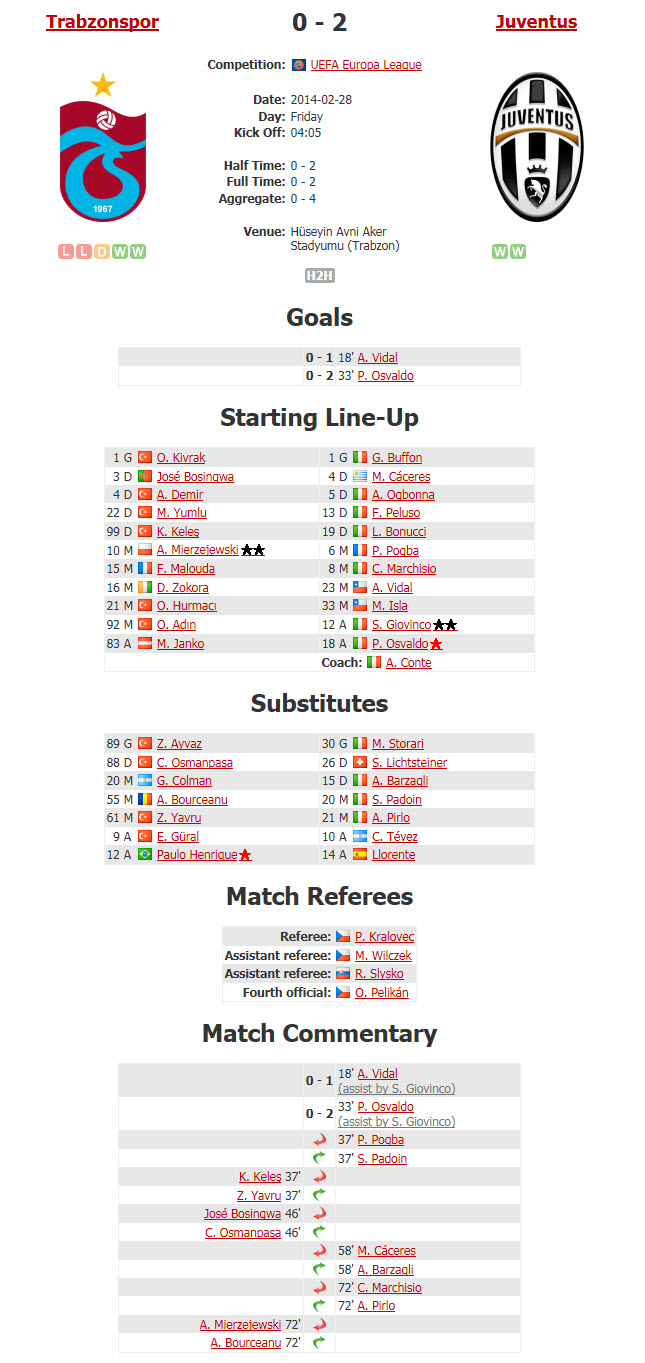 Trabzonspor 0 - 2 Juventus
Competition: UEFA Europa League
Date: 2014-02-28
Day: Friday
Kick Off: 04:05
JUVENTUS
Half Time: 0 - 2
Full Time: 0 - 2
Aggregate: 0 - 4
1967
Venue: Hüseyin Avni Aker
Stadyumu (Trabzon)
L L D W W W W
H2H
Goals
0 - 1 18' A. Vidal
0 - 2 33' P. Osvaldo
Starting Line-Up
1 G O. Kivrak 1 G G. Buffon
3 D José Bosingwa 4 D M. Cáceres
4 D A. Demir 5 D A. Ogbonna
22 D M. Yumlu 13 D F. Peluso
99 D K. Keleş 19 D L. Bonucci
10 M A. Mierzejewski 6 M P. Pogba
15 M F. Malouda 8 M C. Marchisio
16 M D. Zokora 23 M A. Vidal
21 M O. Hurmacı 33 M M. Isla
92 M O. Adın 12 A S. Giovinco
83 A M. Janko 18 A P. Osvaldo
Coach: A. Conte
Substitutes
89 G Z. Ayvaz 30 G M. Storari
88 D C. Osmanpasa 26 D S. Lichtsteiner
20 M G. Colman 15 D A. Barzagli
55 M A. Bourceanu 20 M S. Padoin
61 M Z. Yavru 21 M A. Pirlo
9 A E. Güral 10 A C. Tévez
12 A Paulo Henrique 14 A Llorente
Match Referees
Referee: P. Kralovec
Assistant referee: M. Wilczek
Assistant referee: R. Slysko
Fourth official: O. Pelikán
Match Commentary
0 - 1 18' A. Vidal
(assist by S. Giovinco)
0 - 2 33' P. Osvaldo
(assist by S. Giovinco)
37' P. Pogba
37' S. Padoin
K. Keleş 37'
Z. Yavru 37'
José Bosingwa 46'
C. Osmanpasa 46'
58' M. Cáceres
58' A. Barzagli
72' C. Marchisio
72' A. Pirlo
A. Mierzejewski 72'
A. Bourceanu 72'